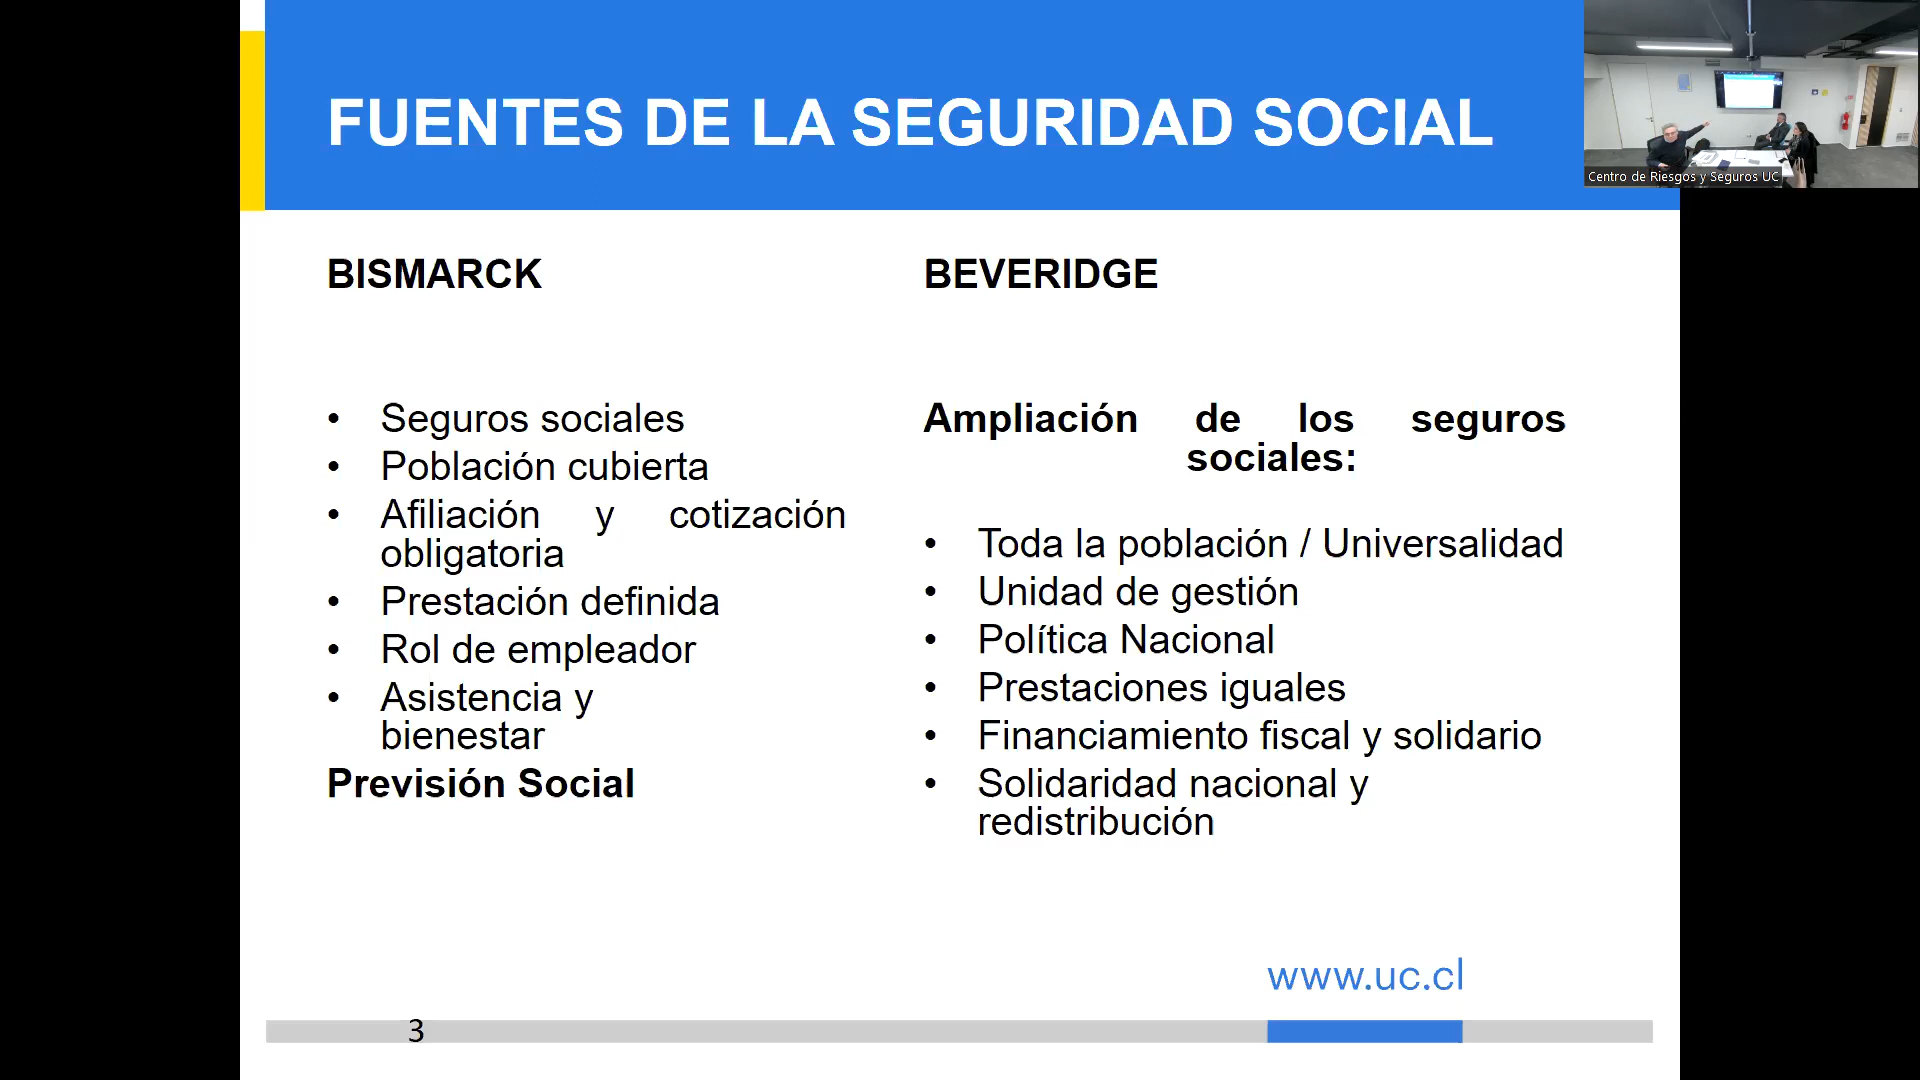 FUENTES DE LA SEGURIDAD SOCIAL
Centro de Riesgos y Seguros UC
BISMARCK
• Seguros sociales
• Población cubierta
• Afiliación y cotización
obligatoria
• Prestación definida
• Rol de empleador
• Asistencia y
bienestar
Previsión Social
BEVERIDGE
Ampliación de los seguros
sociales:
• Toda la población / Universalidad
• Unidad de gestión
• Política Nacional
• Prestaciones iguales
• Financiamiento fiscal y solidario
• Solidaridad nacional y
redistribución
www.uc.cl
3